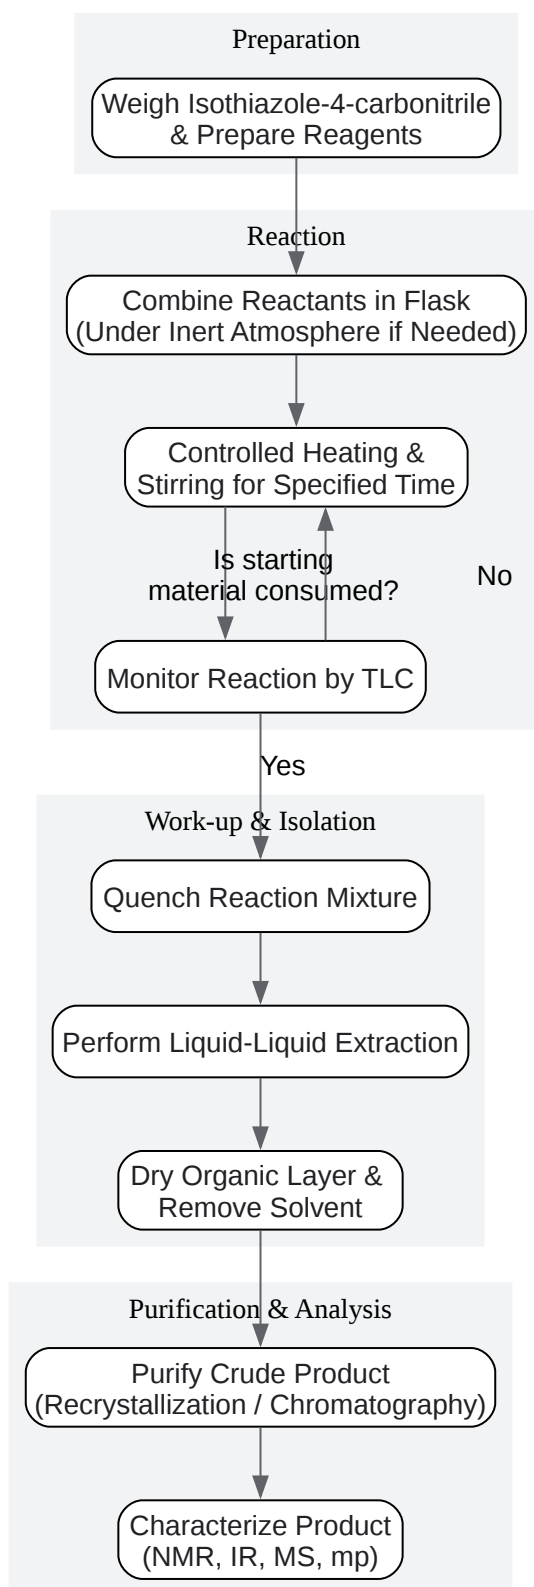 Preparation
Weigh Isothiazole-4-carbonitrile
& Prepare Reagents
Reaction
Combine Reactants in Flask
(Under Inert Atmosphere if Needed)
Controlled Heating &
Stirring for Specified Time
Is starting
material consumed?
No
Monitor Reaction by TLC
Yes
Work-up & Isolation
Quench Reaction Mixture
Perform Liquid-Liquid Extraction
Dry Organic Layer &
Remove Solvent
Purification & Analysis
Purify Crude Product
(Recrystallization / Chromatography)
Characterize Product
(NMR, IR, MS, mp)